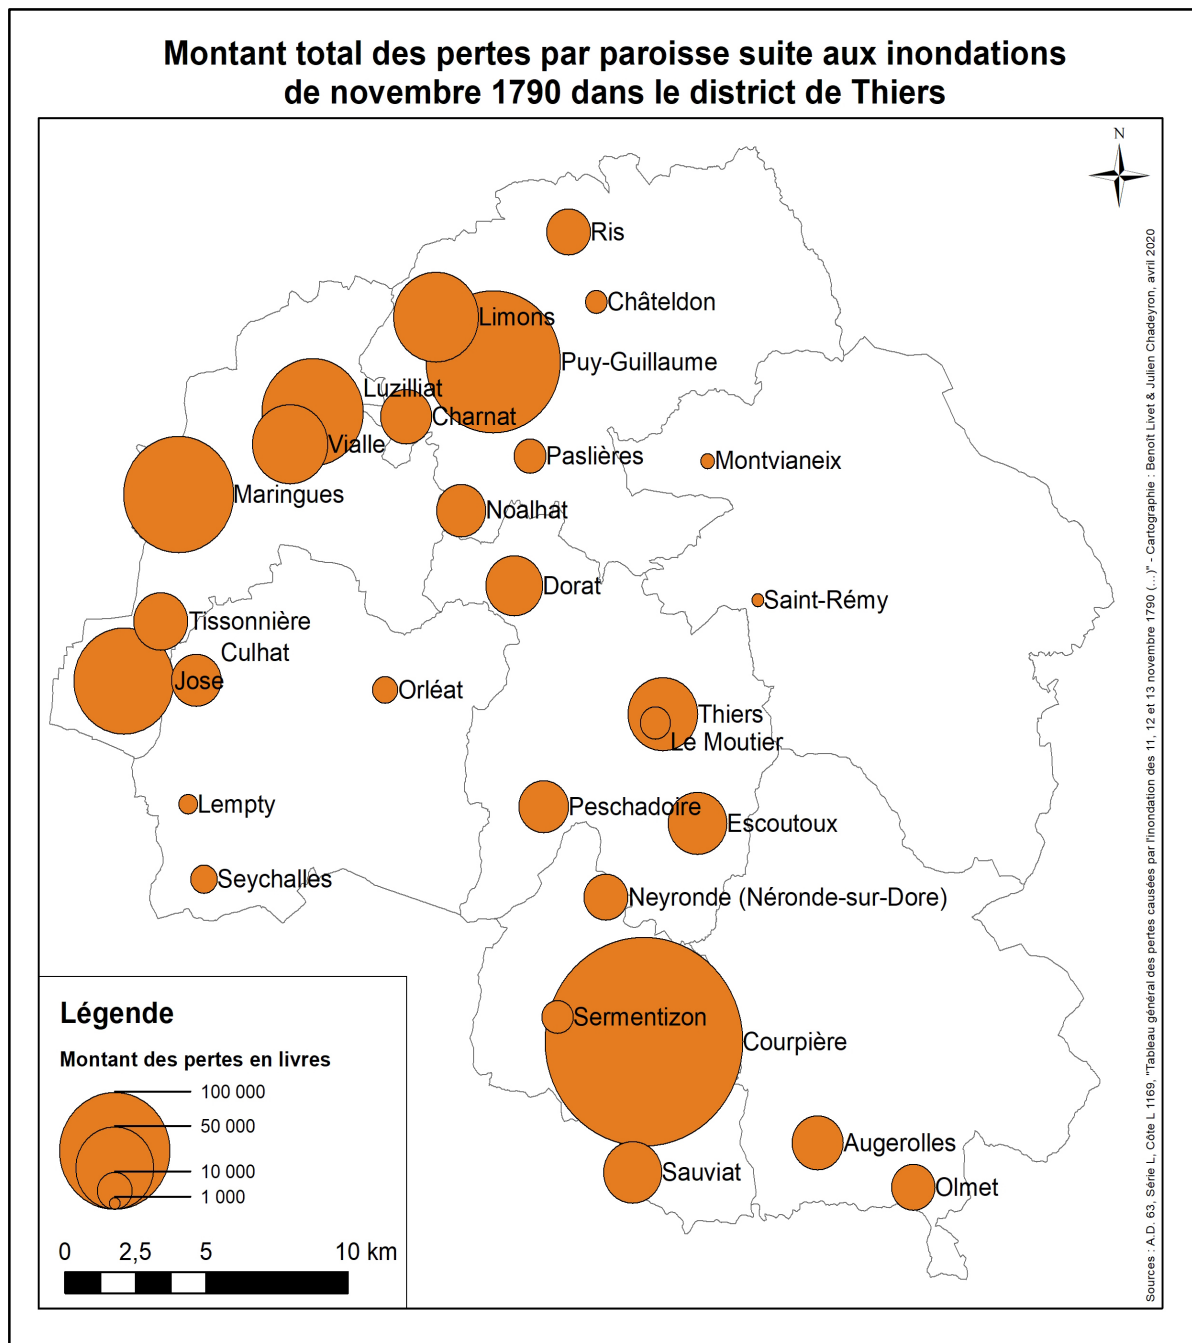 Montant total des pertes par paroisse suite aux inondations
de novembre 1790 dans le district de Thiers
N
Ris
Châteldon
Limons
Puy-Guillaume
Luzilliat
Charnat
Vialle
Paslières
Montvianeix
Maringues
Noalhat
Dorat
Saint-Rémy
Tissonnière
Culhat
Jose
Orléat
Thiers
Le Moutier
Lempty
Peschadoire
Escoutoux
Seychalles
Neyronde (Néronde-sur-Dore)
Sermentizon
Courpière
Augerolles
Sauviat
Olmet
Légende
Montant des pertes en livres
100 000
50 000
10 000
1 000
0 2,5 5 10 km
Sources : A.D. 63, Série L, Côte L 1169, "Tableau général des pertes causées par l'inondation des 11, 12 et 13 novembre 1790 (...)" - Cartographie : Benoît Livet & Julien Chadeyron, avril 2020